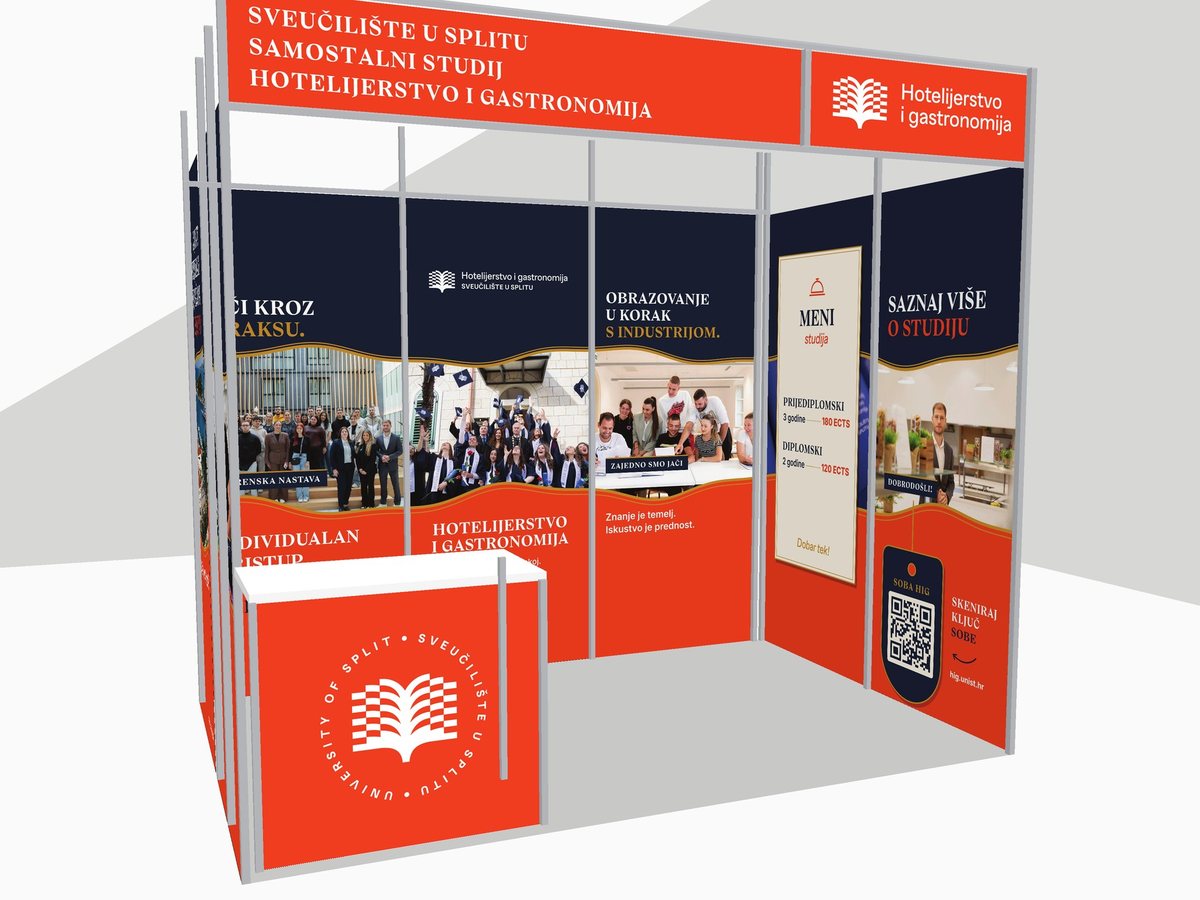 SVEUČILIŠTE U SPLITU
SAMOSTALNI STUDIJ
HOTELIJERSTVO I GASTRONOMIJA
Hotelijerstvo
i gastronomija
ČI KROZ
RAKSU.
RENSKA NASTAVA
DIVIDUALAN
ISTUP
Hotelijerstvo i gastronomija
SVEUČILIŠTE U SPLITU
HOTELIJERSTVO
I GASTRONOMIJA
OBRAZOVANJE
U KORAK
S INDUSTRIJOM.
ZAJEDNO SMO JAČI
Znanje je temelj.
Iskustvo je prednost.
MENI
studija
PRIJEDIPLOMSKI
3 godine 180 ECTS
DIPLOMSKI
2 godine 120 ECTS
Dobar tek!
SAZNAJ VIŠE
O STUDIJU
DOBRODOŠLI!
SOBA HIG
SKENIRAJ
KLJUČ
SOBE
hig.unist.hr
UNIVERSITY OF SPLIT • SVEUČILIŠTE U SPLITU •